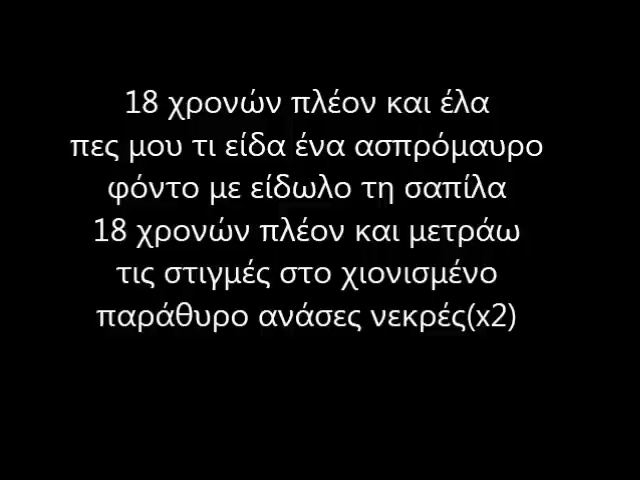 18 χρονών πλέον και έλα
πες μου τι είδα ένα ασπρόμαυρο
φόντο με είδωλο τη σαπίλα
18 χρονών πλέον και μετράω
τις στιγμές στο χιονισμένο
παράθυρο ανάσες νεκρές(x2)